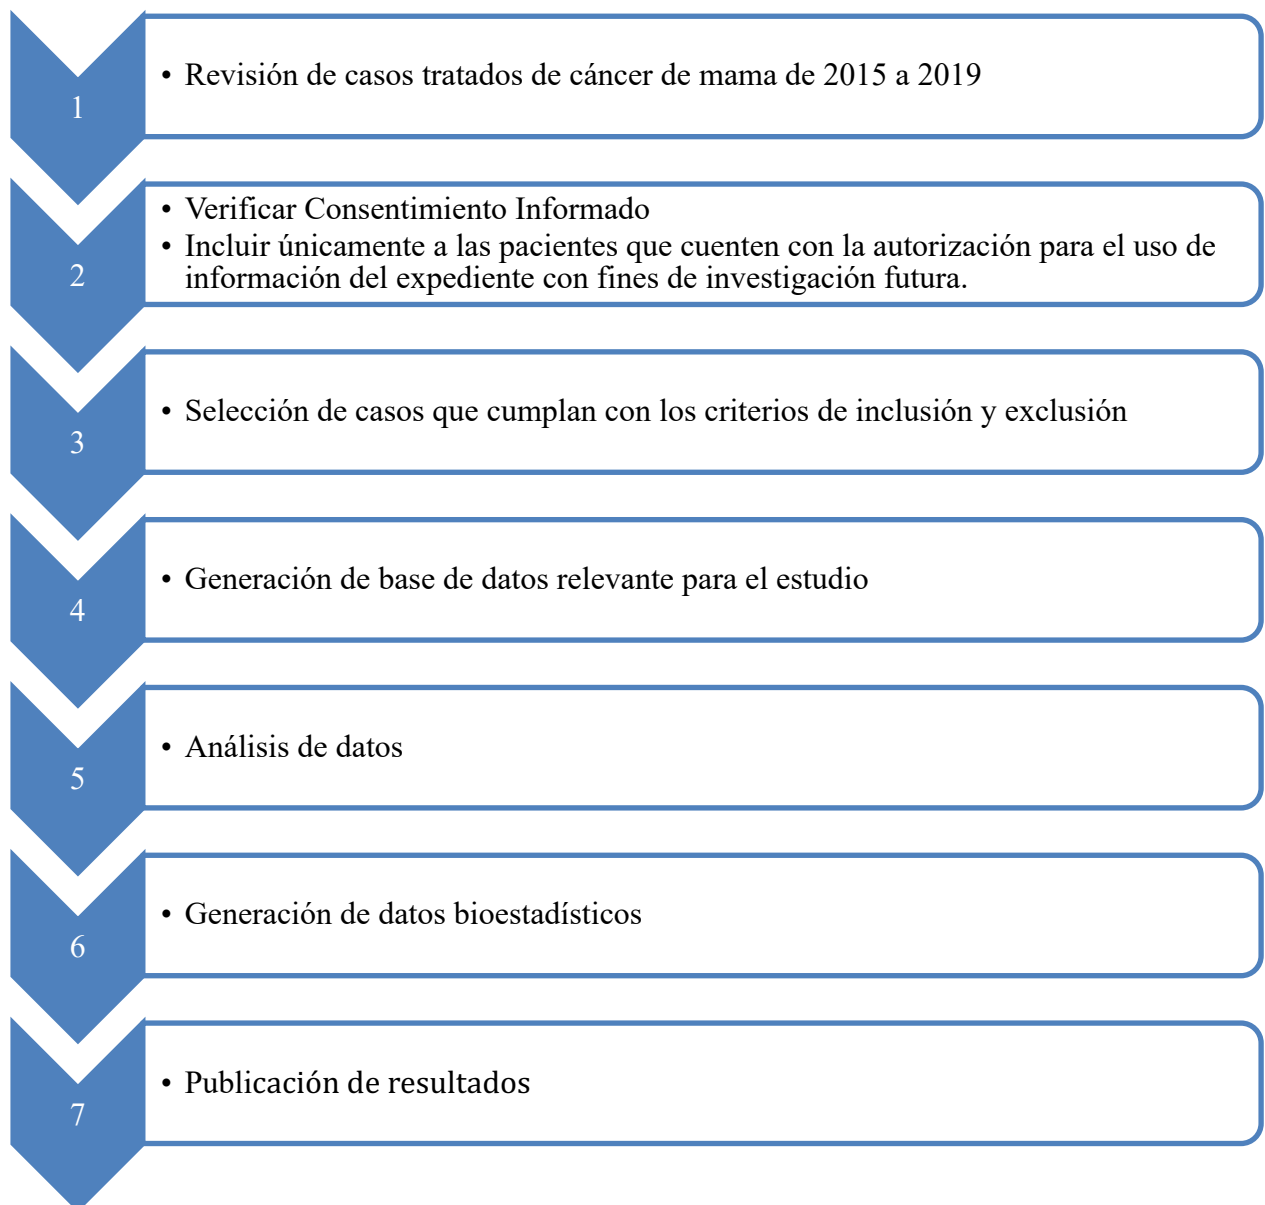 1
• Revisión de casos tratados de cáncer de mama de 2015 a 2019
2
• Verificar Consentimiento Informado
• Incluir únicamente a las pacientes que cuenten con la autorización para el uso de
información del expediente con fines de investigación futura.
3
• Selección de casos que cumplan con los criterios de inclusión y exclusión
4
• Generación de base de datos relevante para el estudio
5
• Análisis de datos
6
• Generación de datos bioestadísticos
7
• Publicación de resultados